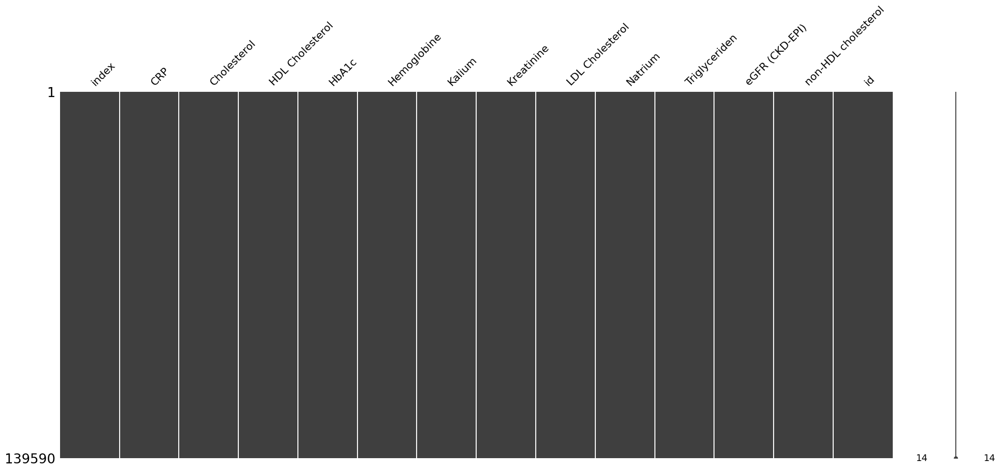 index
CRP
Cholesterol
HDL Cholesterol
HbA1c
Hemoglobine
Kalium
Kreatinine
LDL Cholesterol
Natrium
Triglyceriden
eGFR (CKD-EPI)
non-HDL cholesterol
id
1
139590
14
14